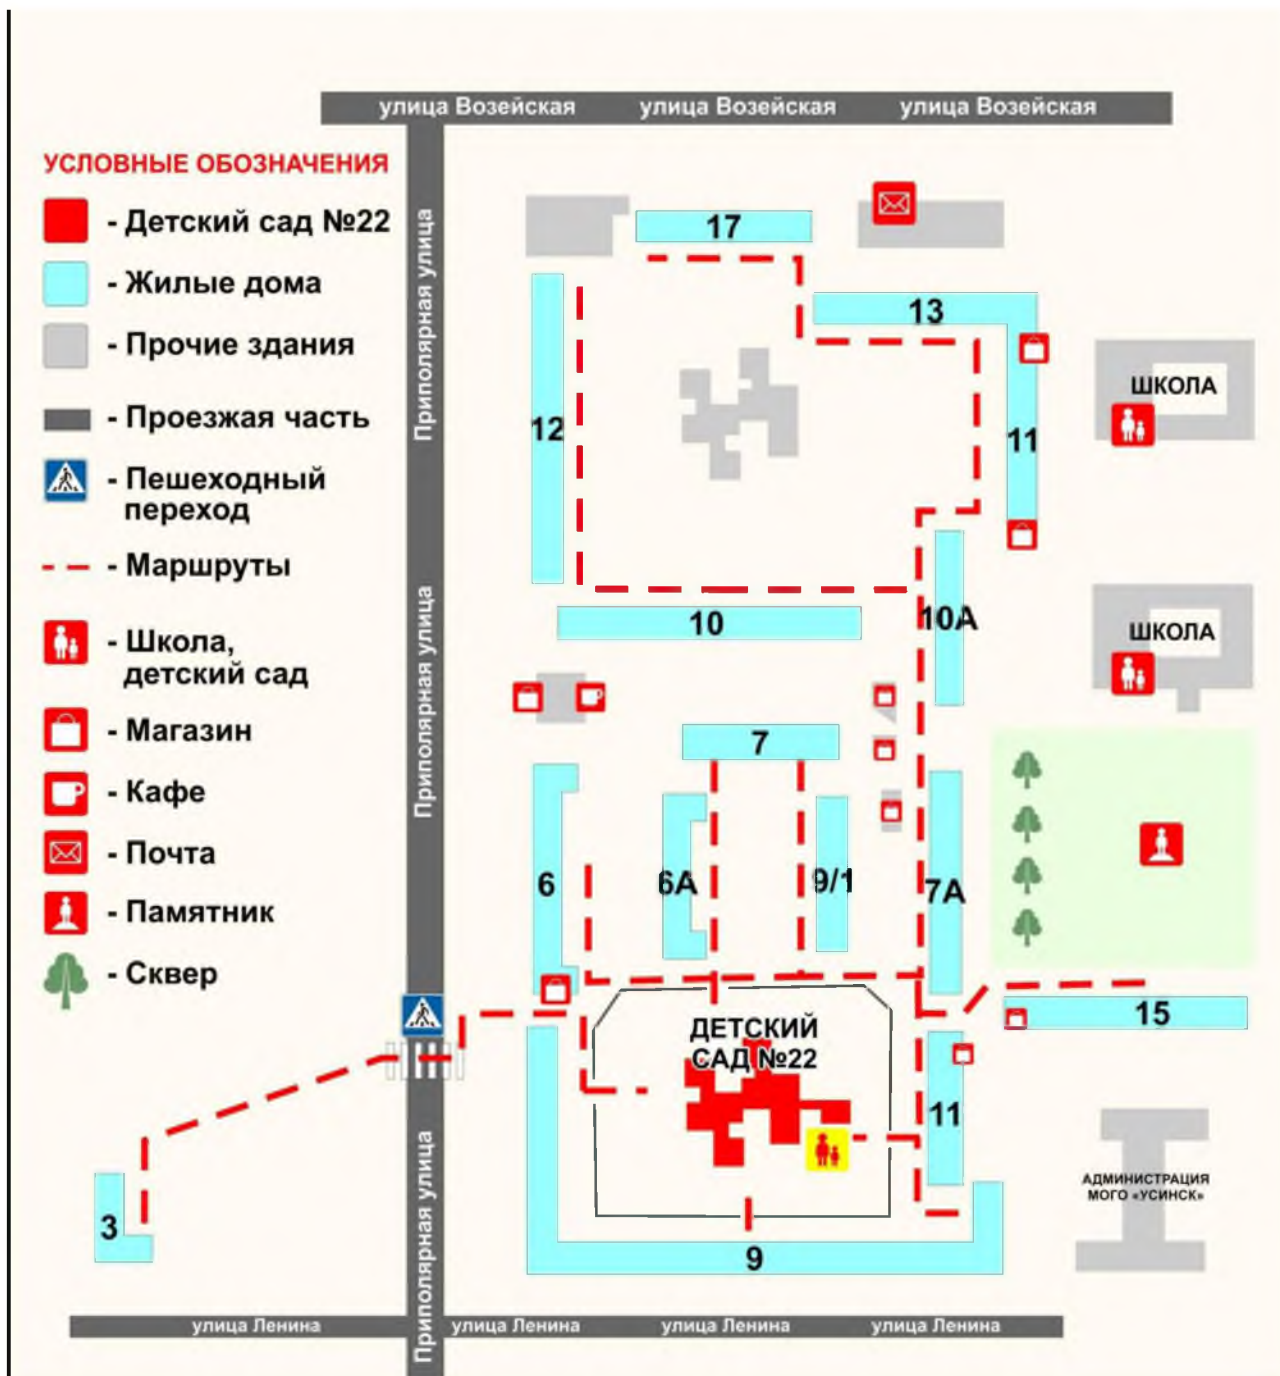 улица Возейская улица Возейская улица Возейская
УСЛОВНЫЕ ОБОЗНАЧЕНИЯ
- Детский сад №22
- Жилые дома
- Прочие здания
- Проезжая часть
- Пешеходный
переход
- Маршруты
- Школа,
детский сад
- Магазин
- Кафе
- Почта
- Памятник
- Сквер
Приполярная улица
Приполярная улица
Приполярная улица
17
13
12
11
ШКОЛА
10
10А
ШКОЛА
7
6
6А
9/1
7А
15
ДЕТСКИЙ
САД №22
11
АДМИНИСТРАЦИЯ
МОГО «УСИНСК»
3
9
улица Ленина улица Ленина улица Ленина улица Ленина